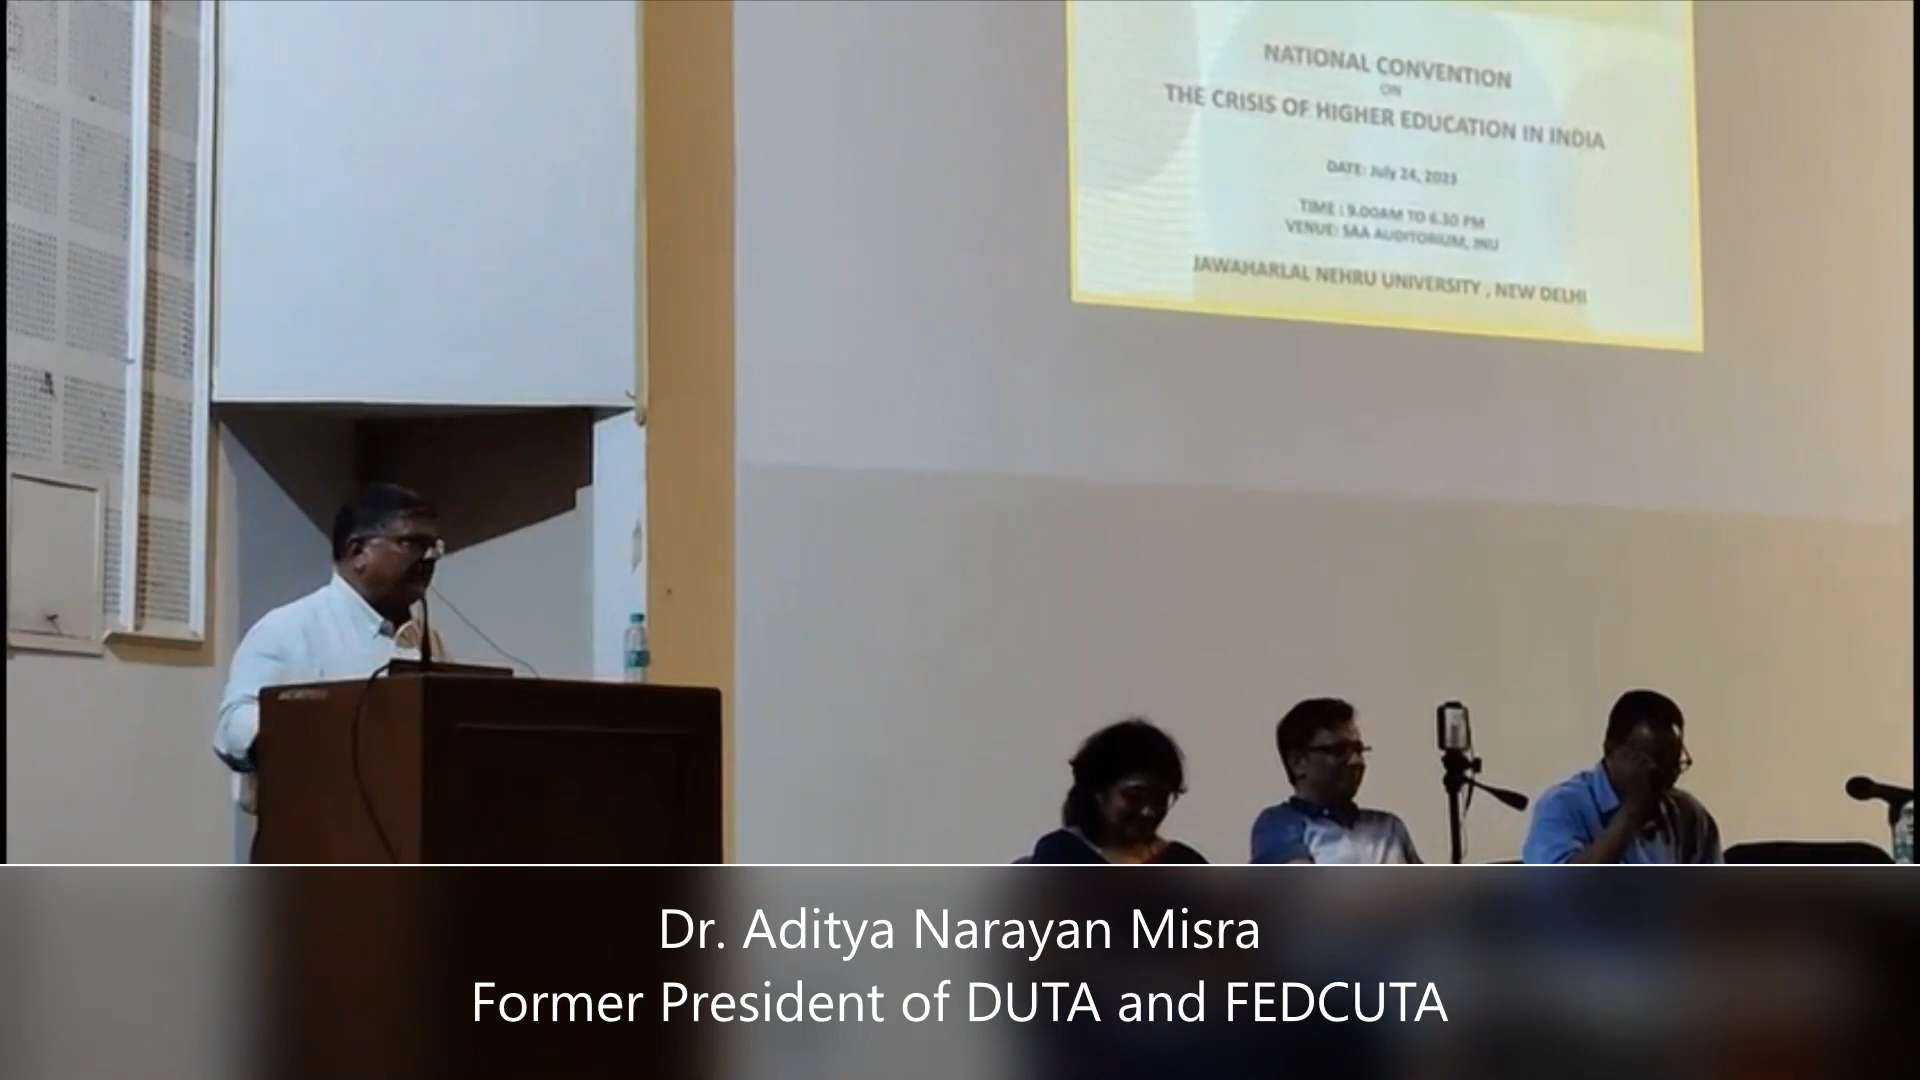 NATIONAL CONVENTION
ON
THE CRISIS OF HIGHER EDUCATION IN INDIA
DATE: July 24, 2023
TIME : 9.00AM TO 6.30 PM
VENUE: SAA AUDITORIUM, JNU
JAWAHARLAL NEHRU UNIVERSITY , NEW DELHI
Dr. Aditya Narayan Misra
Former President of DUTA and FEDCUTA